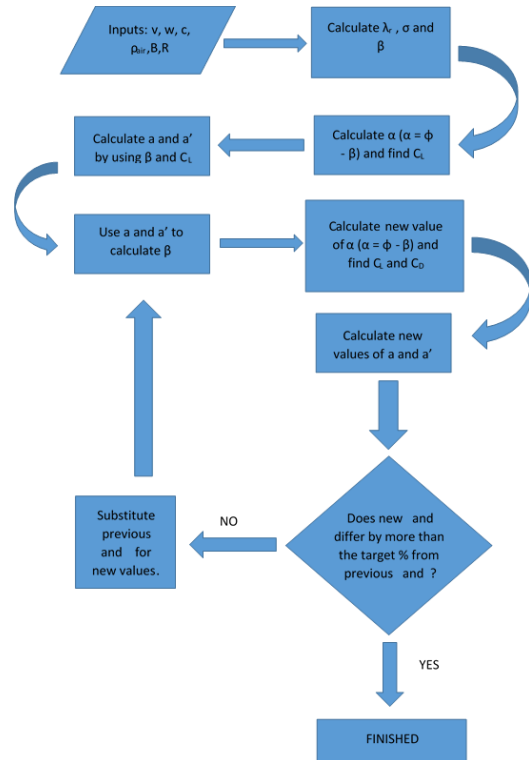 Inputs: v, w, c,
ρair,B,R
Calculate λr , σ and
β
Calculate α (α = ϕ
- β) and find CL
Calculate a and a’
by using β and CL
Use a and a’ to
calculate β
Calculate new value
of α (α = ϕ - β) and
find CL and CD
Calculate new
values of a and a’
Does new and
differ by more than
the target % from
previous and ?
NO
Substitute
previous
and for
new values.
YES
FINISHED